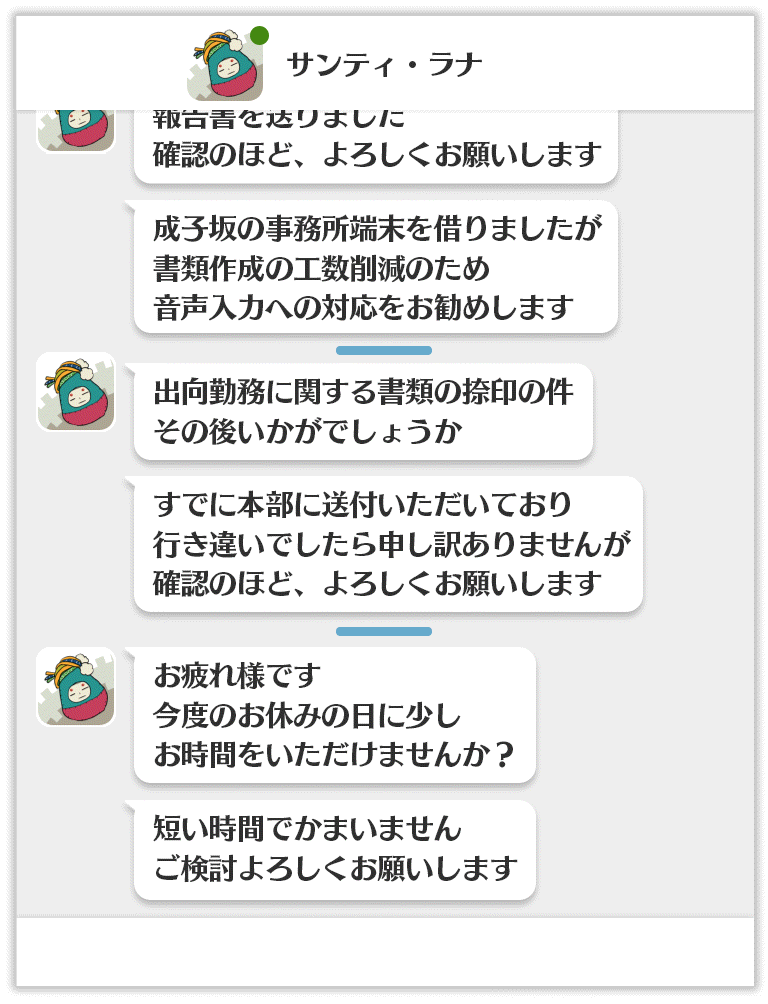 サンティ・ラナ
報告書を送りました
確認のほど、よろしくお願いします
成子坂の事務所端末を借りましたが
書類作成の工数削減のため
音声入力への対応をお勧めします
出向勤務に関する書類の捺印の件
その後いかがでしょうか
すでに本部に送付いただいており
行き違いでしたら申し訳ありませんが
確認のほど、よろしくお願いします
お疲れ様です
今度のお休みの日に少し
お時間をいただけませんか？
短い時間でかまいません
ご検討よろしくお願いします